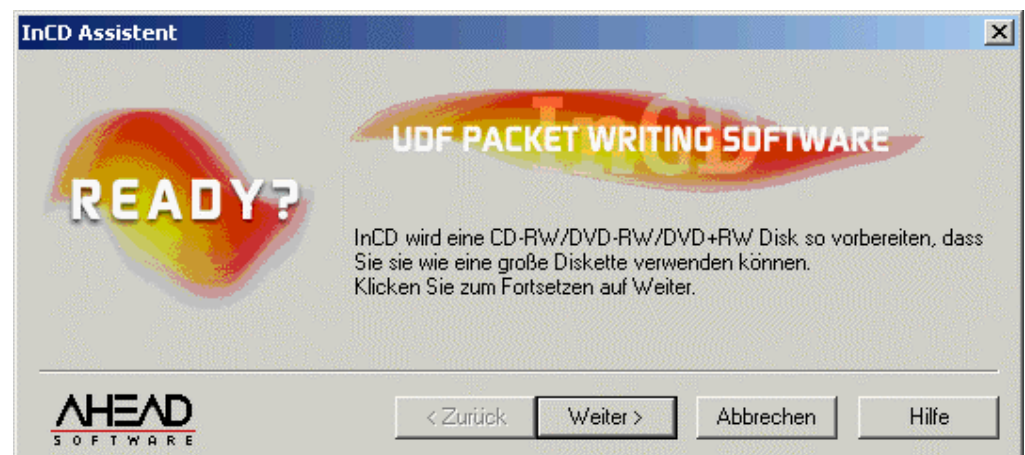 InCD Assistent
InCD
UDF PACKET WRITING SOFTWARE
READY?
InCD wird eine CD-RW/DVD-RW/DVD+RW Disk so vorbereiten, dass
Sie sie wie eine große Diskette verwenden können.
Klicken Sie zum Fortsetzen auf Weiter.
AHEAD
SOFTWARE
< Zurück
Weiter >
Abbrechen
Hilfe